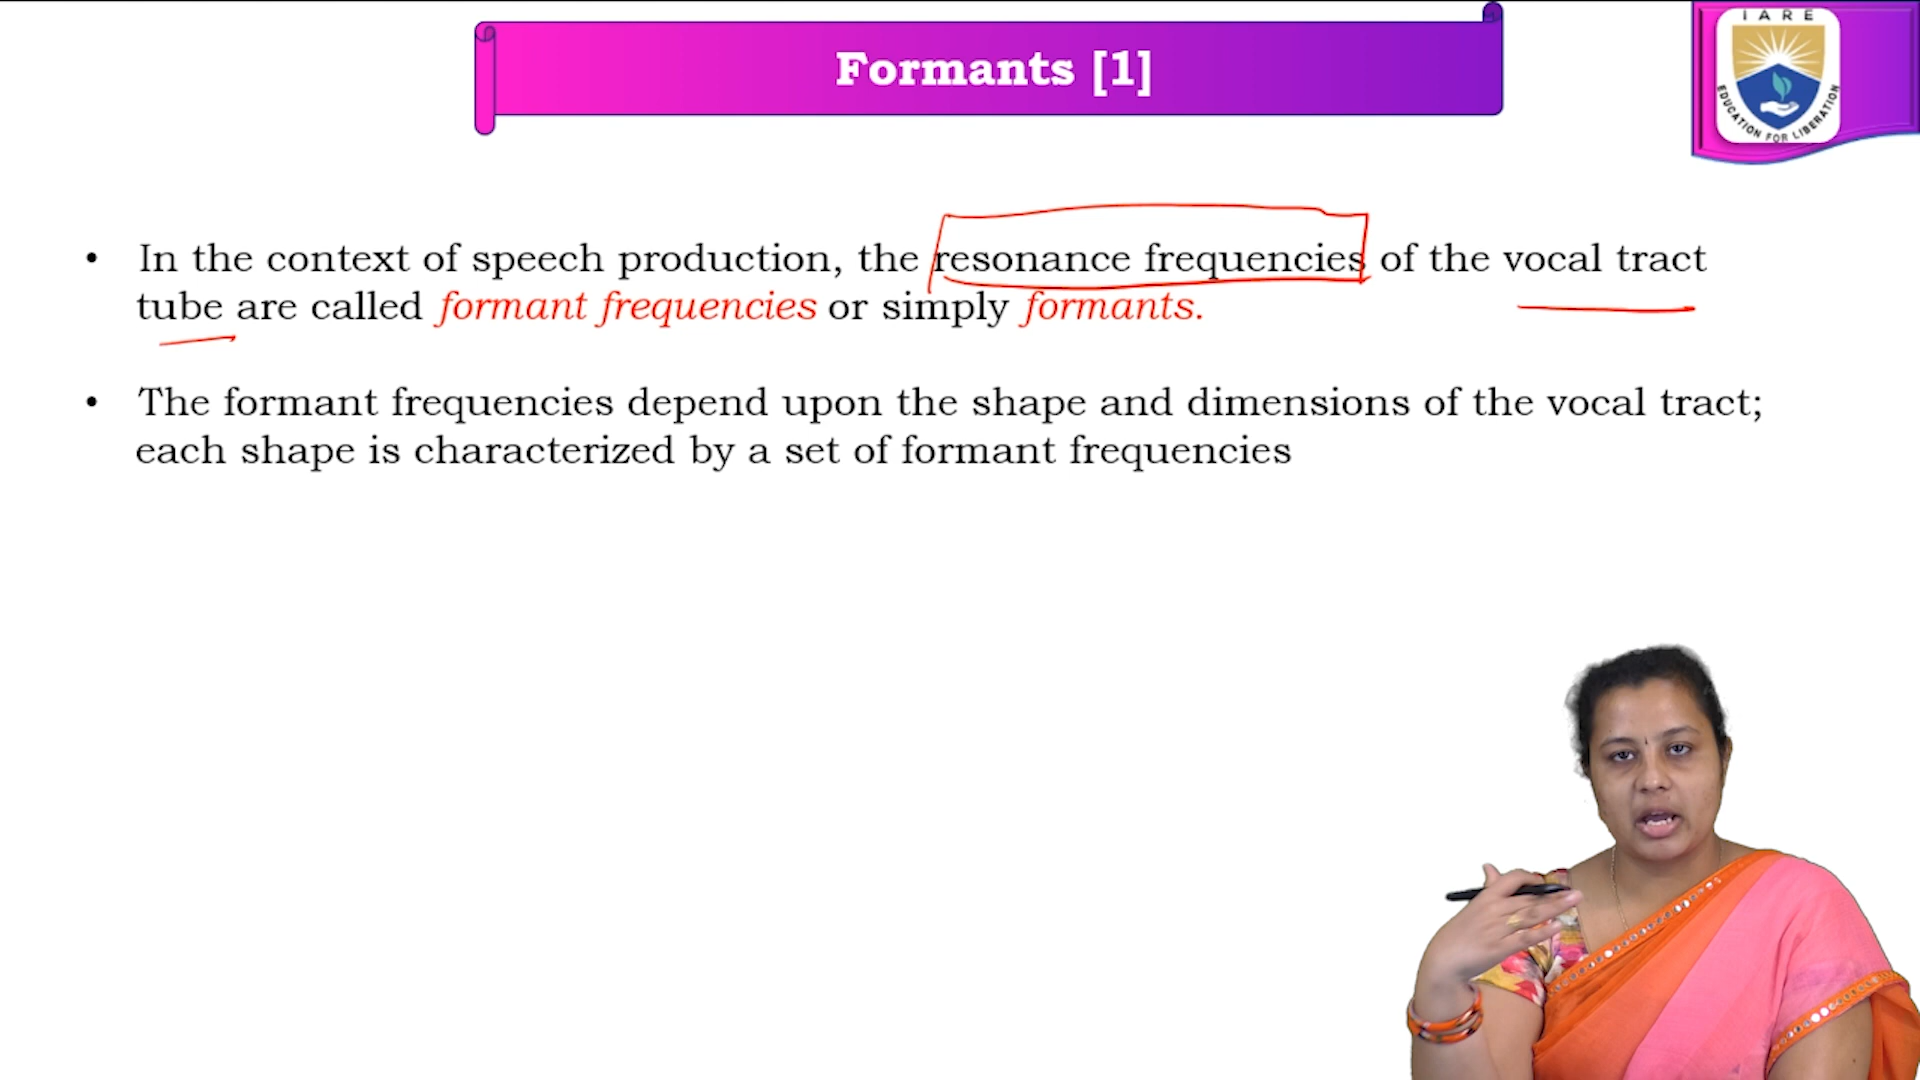 Formants [1]
IARE
EDUCATION FOR LIBERATION
• In the context of speech production, the resonance frequencies of the vocal tract
tube are called formant frequencies or simply formants.
• The formant frequencies depend upon the shape and dimensions of the vocal tract;
each shape is characterized by a set of formant frequencies